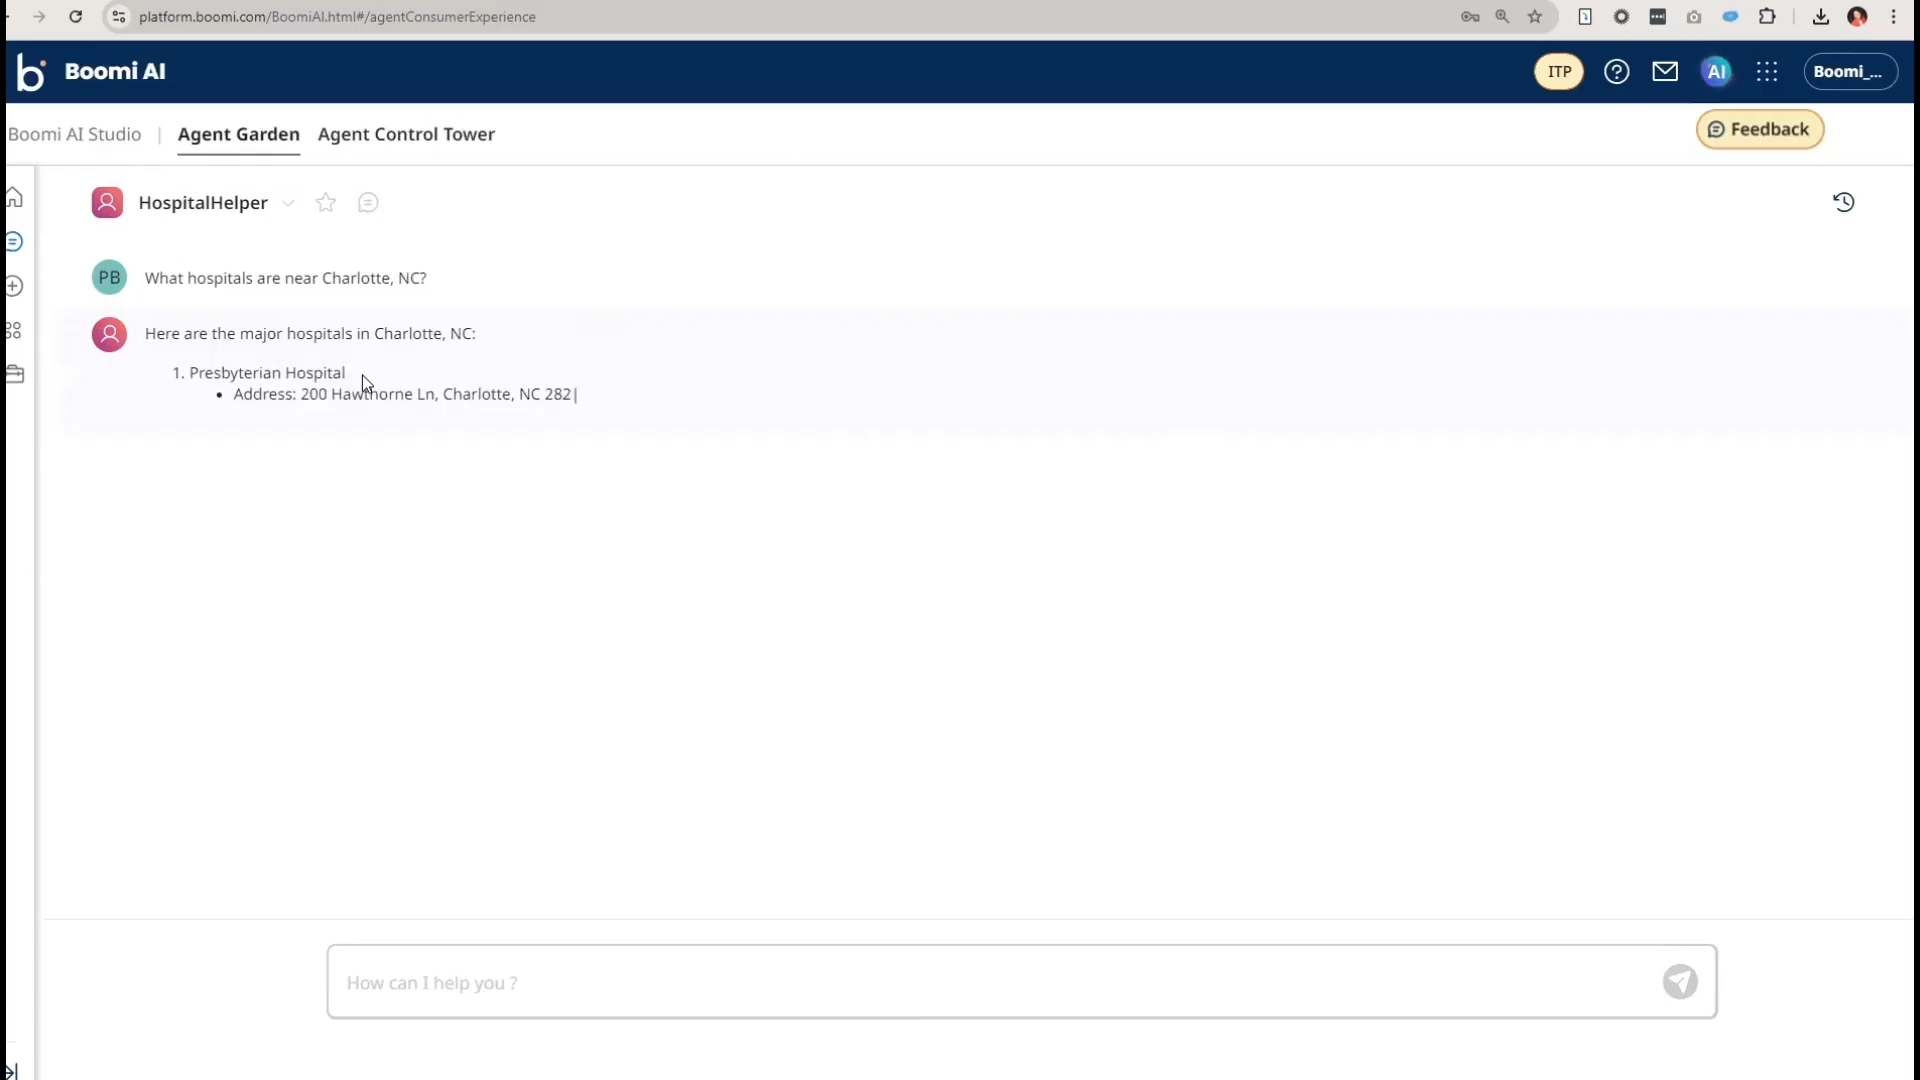 platform.boomi.com/BoomiAI.html#/agentConsumerExperience
b Boomi AI
ITP
AI
Boomi_...
Boomi AI Studio | Agent Garden Agent Control Tower
Feedback
HospitalHelper
PB What hospitals are near Charlotte, NC?
Here are the major hospitals in Charlotte, NC:
1. Presbyterian Hospital
• Address: 200 Hawthorne Ln, Charlotte, NC 282
How can I help you ?